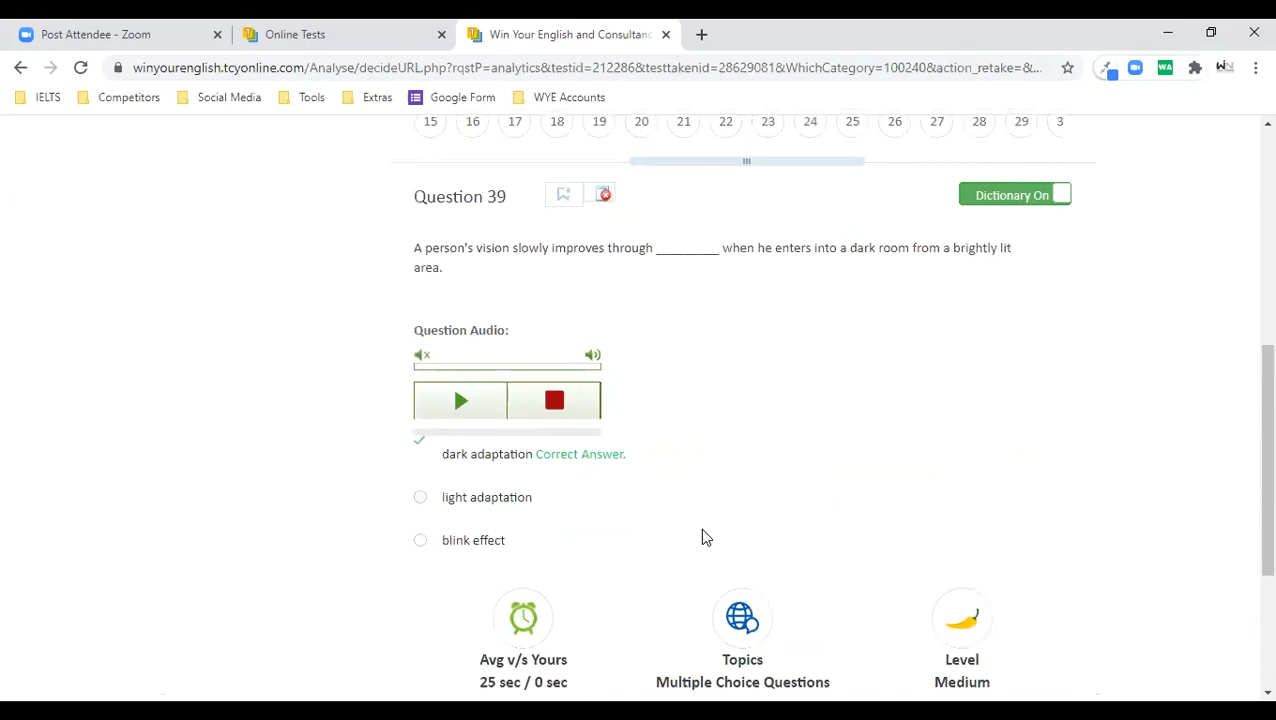 Post Attendee - Zoom
Online Tests
Win Your English and Consultanc
winyourenglish.tcyonline.com/Analyse/decideURL.php?rostP=analytics&testid=212286&testtakenid=28629081&WhichCategory=100240&action_retake=&...
WA
IELTS Competitors Social Media Tools Extras Google Form WYE Accounts
15 16 17 18 19 20 21 22 23 24 25 26 27 28 29 3
Question 39
Dictionary On
A person's vision slowly improves through _________ when he enters into a dark room from a brightly lit
area.
Question Audio:
dark adaptation Correct Answer.
light adaptation
blink effect
Avg v/s Yours Topics Level
25 sec / 0 sec Multiple Choice Questions Medium